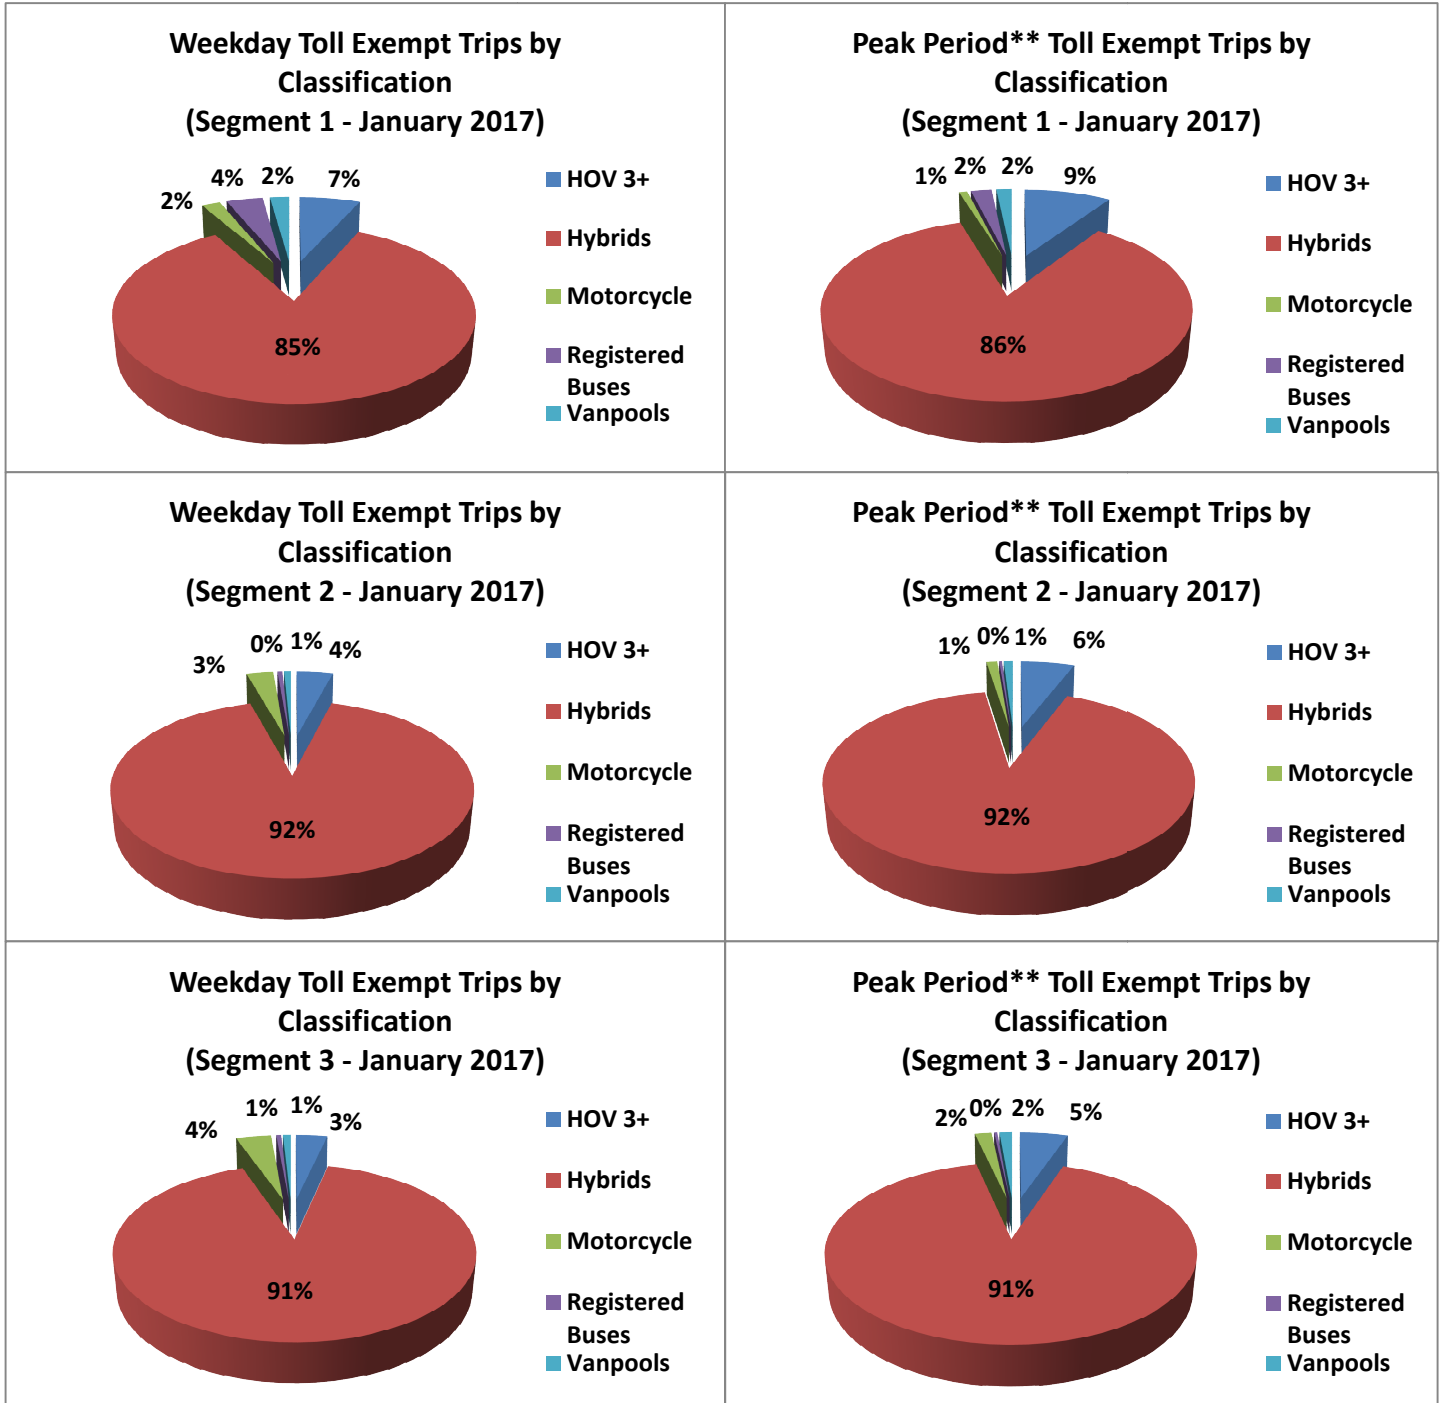 Weekday Toll Exempt Trips by
Classification
(Segment 1 - January 2017)
2%
4%
2%
7%
85%
HOV 3+
Hybrids
Motorcycle
Registered
Buses
Vanpools
Peak Period** Toll Exempt Trips by
Classification
(Segment 1 - January 2017)
1%
2%
2%
9%
86%
HOV 3+
Hybrids
Motorcycle
Registered
Buses
Vanpools
Weekday Toll Exempt Trips by
Classification
(Segment 2 - January 2017)
3%
0%
1%
4%
92%
HOV 3+
Hybrids
Motorcycle
Registered
Buses
Vanpools
Peak Period** Toll Exempt Trips by
Classification
(Segment 2 - January 2017)
1%
0%
1%
6%
92%
HOV 3+
Hybrids
Motorcycle
Registered
Buses
Vanpools
Weekday Toll Exempt Trips by
Classification
(Segment 3 - January 2017)
4%
1%
1%
3%
91%
HOV 3+
Hybrids
Motorcycle
Registered
Buses
Vanpools
Peak Period** Toll Exempt Trips by
Classification
(Segment 3 - January 2017)
2%
0%
2%
5%
91%
HOV 3+
Hybrids
Motorcycle
Registered
Buses
Vanpools